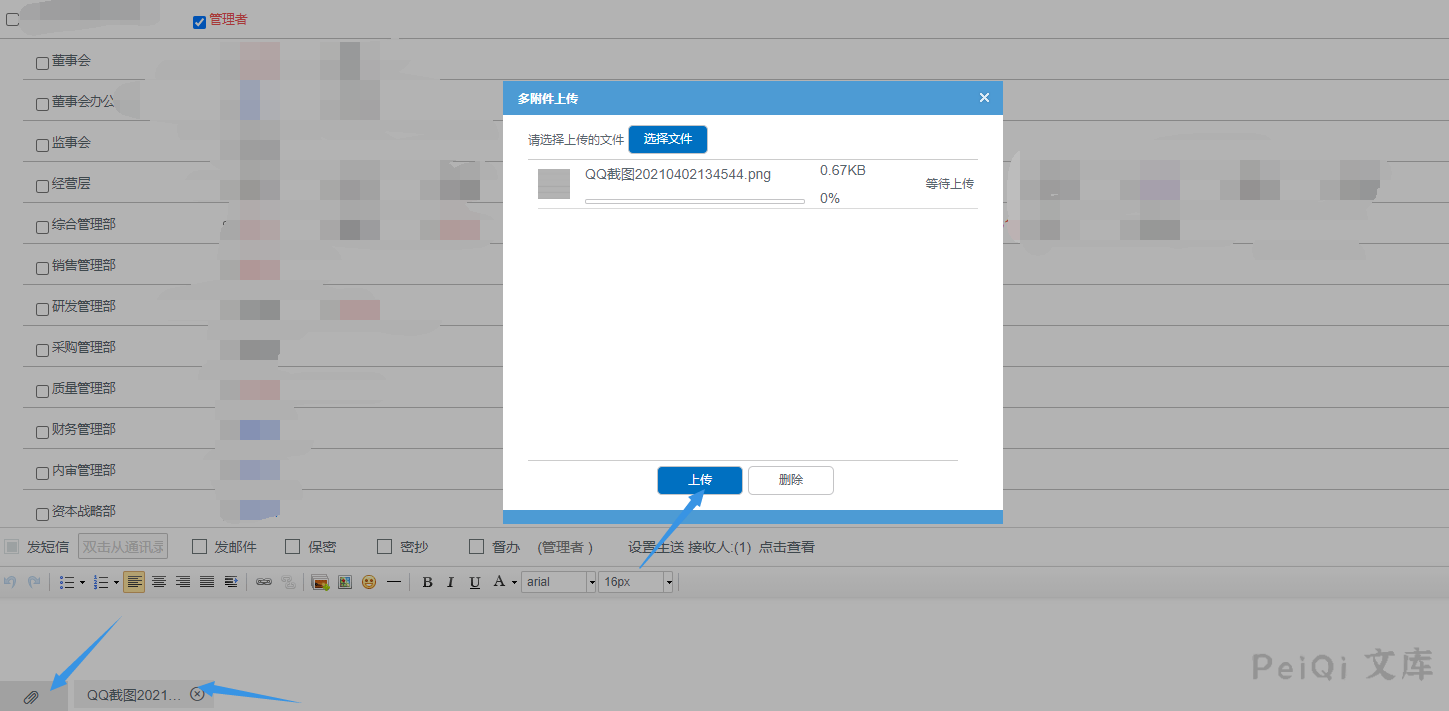 管理者
董事会
董事会办公
监事会
经营层
综合管理部
销售管理部
研发管理部
采购管理部
质量管理部
财务管理部
内审管理部
资本战略部
多附件上传
请选择上传的文件 选择文件
QQ截图20210402134544.png 0.67KB
等待上传
0%
上传 删除
发短信 双击从通讯录 发邮件 保密 密抄 督办 (管理者 ) 设置主送 接收人:(1) 点击查看
B I U A arial 16px
QQ截图2021...
PeiQi 文库